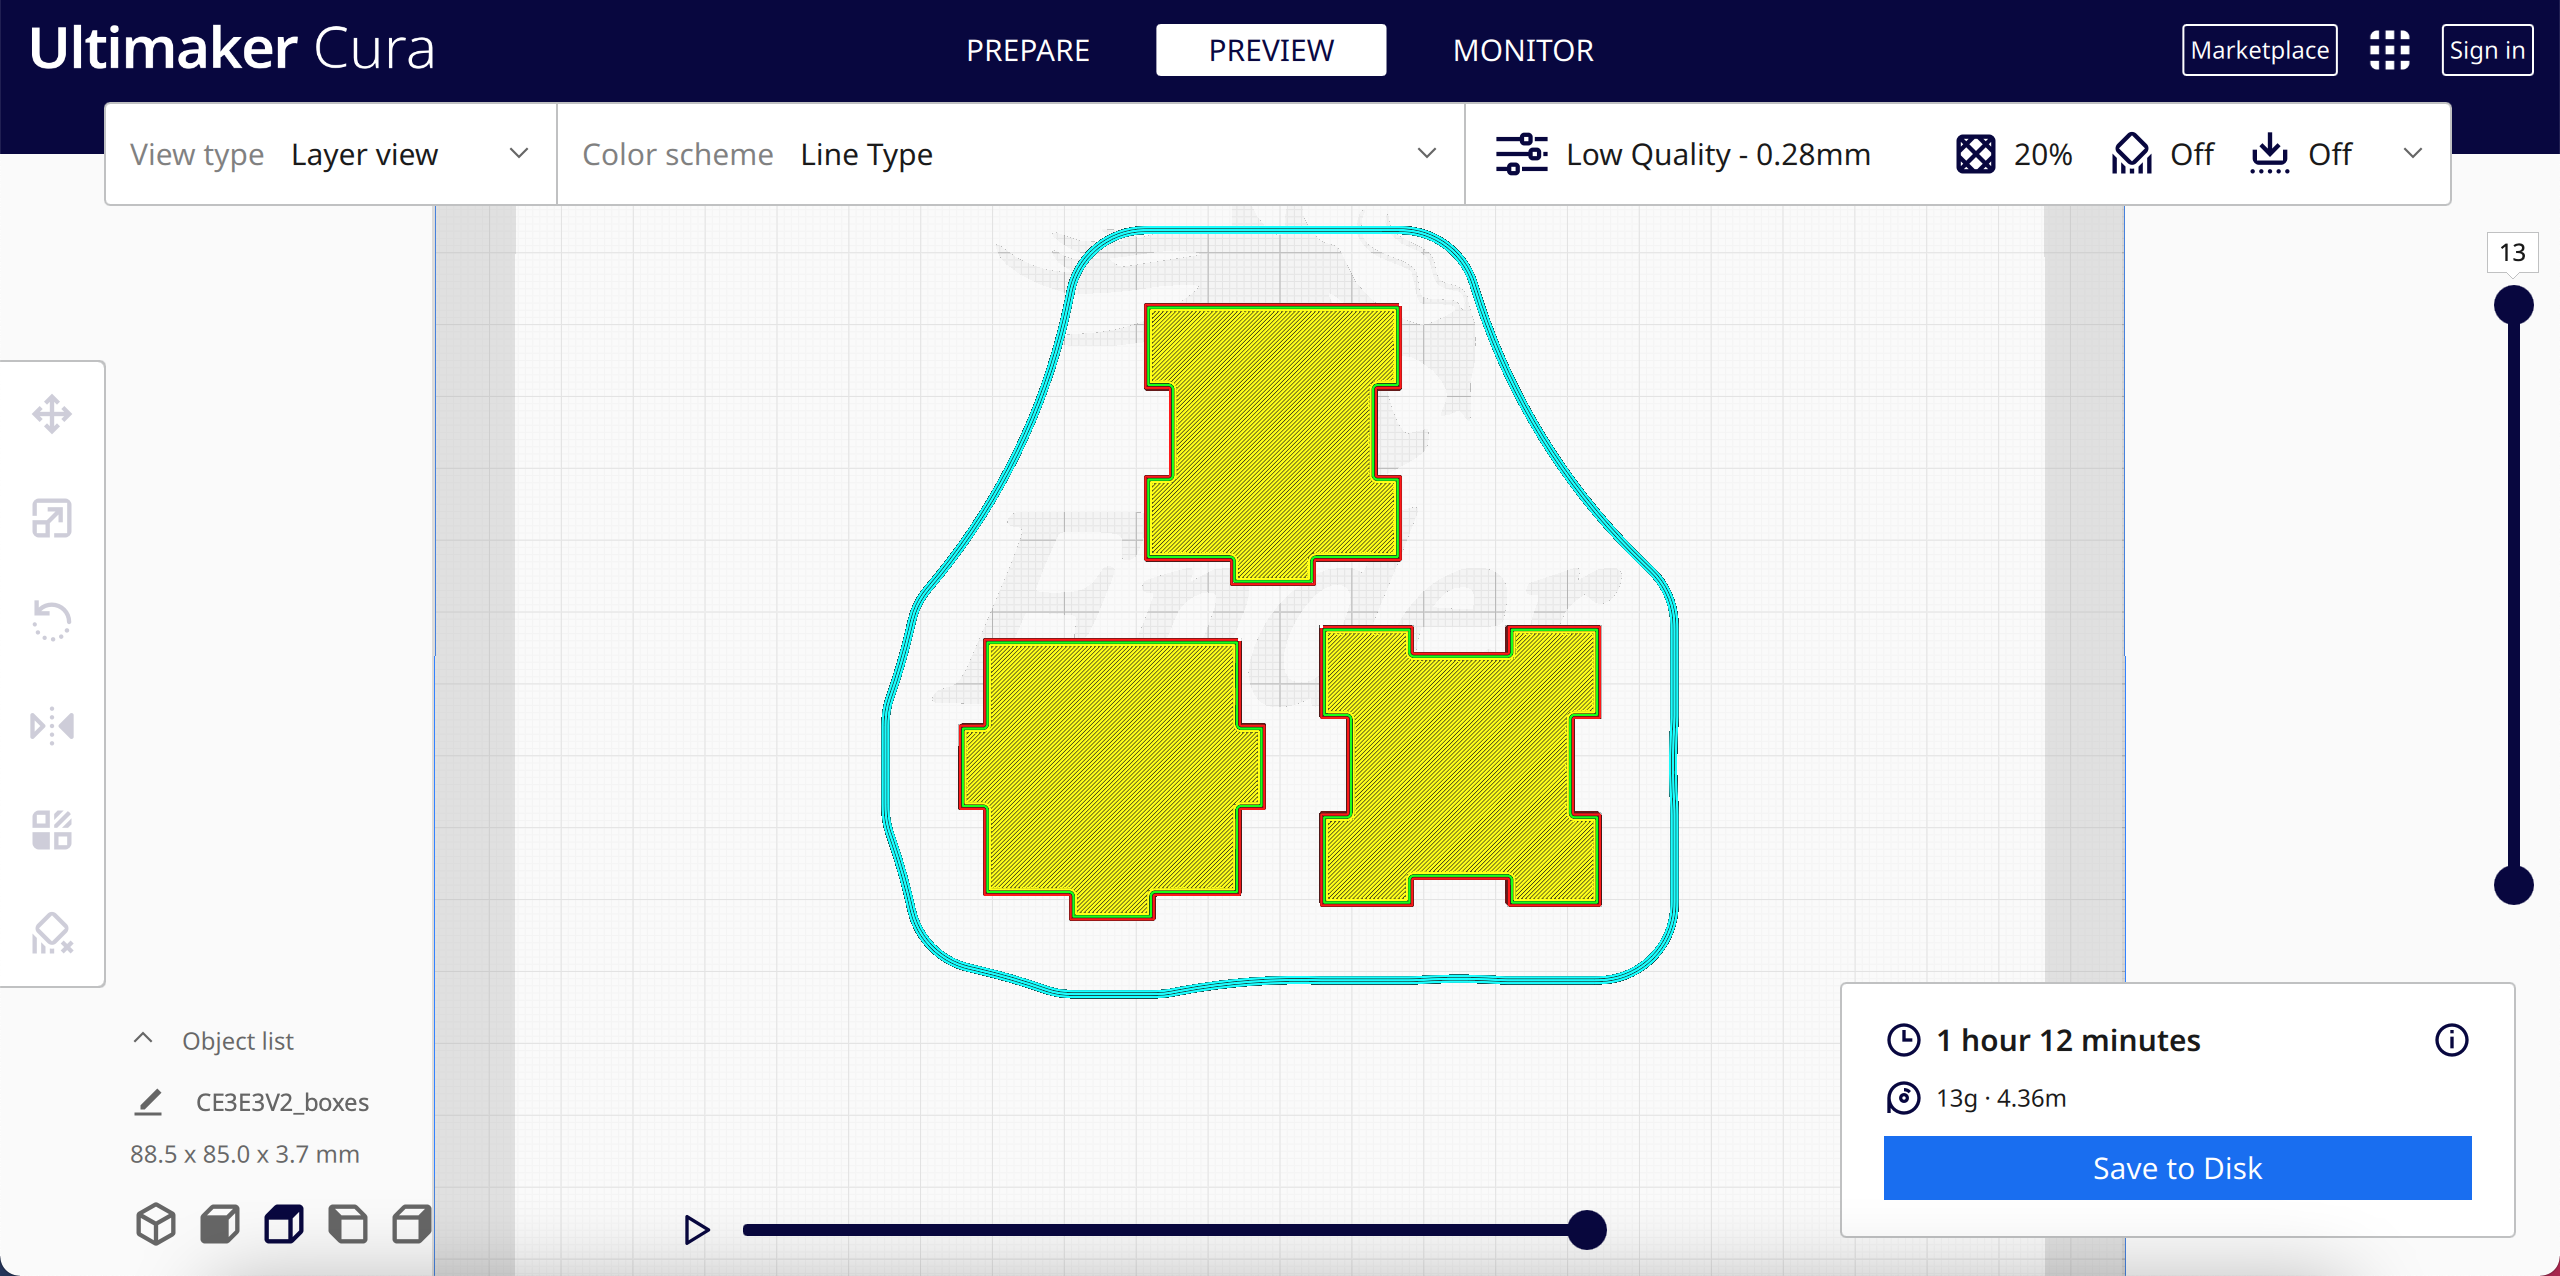 Ultimaker Cura
PREPARE PREVIEW MONITOR
Marketplace Sign in
View type Layer view Color scheme Line Type Low Quality - 0.28mm 20% Off Off
13
Ender
Object list
CE3E3V2_boxes
88.5 x 85.0 x 3.7 mm
1 hour 12 minutes
13g · 4.36m
Save to Disk